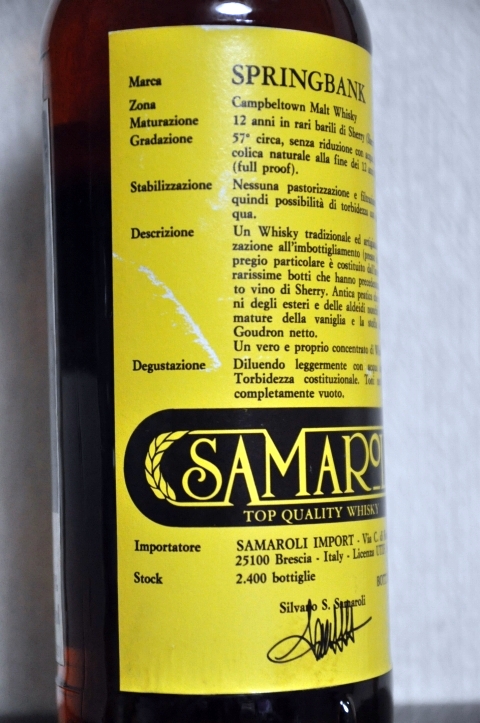 Marca SPRINGBANK
Zona Campbeltown Malt Whisky
Maturazione 12 anni in rari barili di Sherry
Gradazione 57° circa, senza riduzione con
colica naturale alla fine dei 12
(full proof).
Stabilizzazione Nessuna pastorizzazione e
quindi possibilità di torbidezza
qua.
Descrizione Un Whisky tradizionale ed
zazione all'imbottigliamento
pregio particolare è costituito
rarissime botti che hanno
to vino di Sherry. Antica
ni degli esteri e delle aldeidi
mature della vaniglia e la
Goudron netto.
Un vero e proprio concentrato di
Degustazione Diluendo leggermente con
Torbidezza costituzionale.
completamente vuoto.
SAMAROLI
TOP QUALITY WHISKY
Importatore SAMAROLI IMPORT - Via C.
25100 Brescia - Italy - Licenza
Stock 2.400 bottiglie
Silvano S. Samaroli